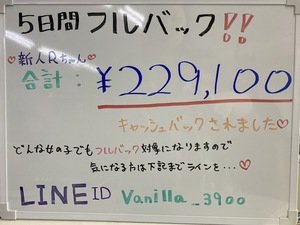 5日間フルバック!!
♡新人Rちゃん♡
合計：¥229,100
キャッシュバックされました♡
どんな女の子でもフルバック対象になりますので
気になる方は下記までラインを・・・♡
LINE ID Vanilla_3900